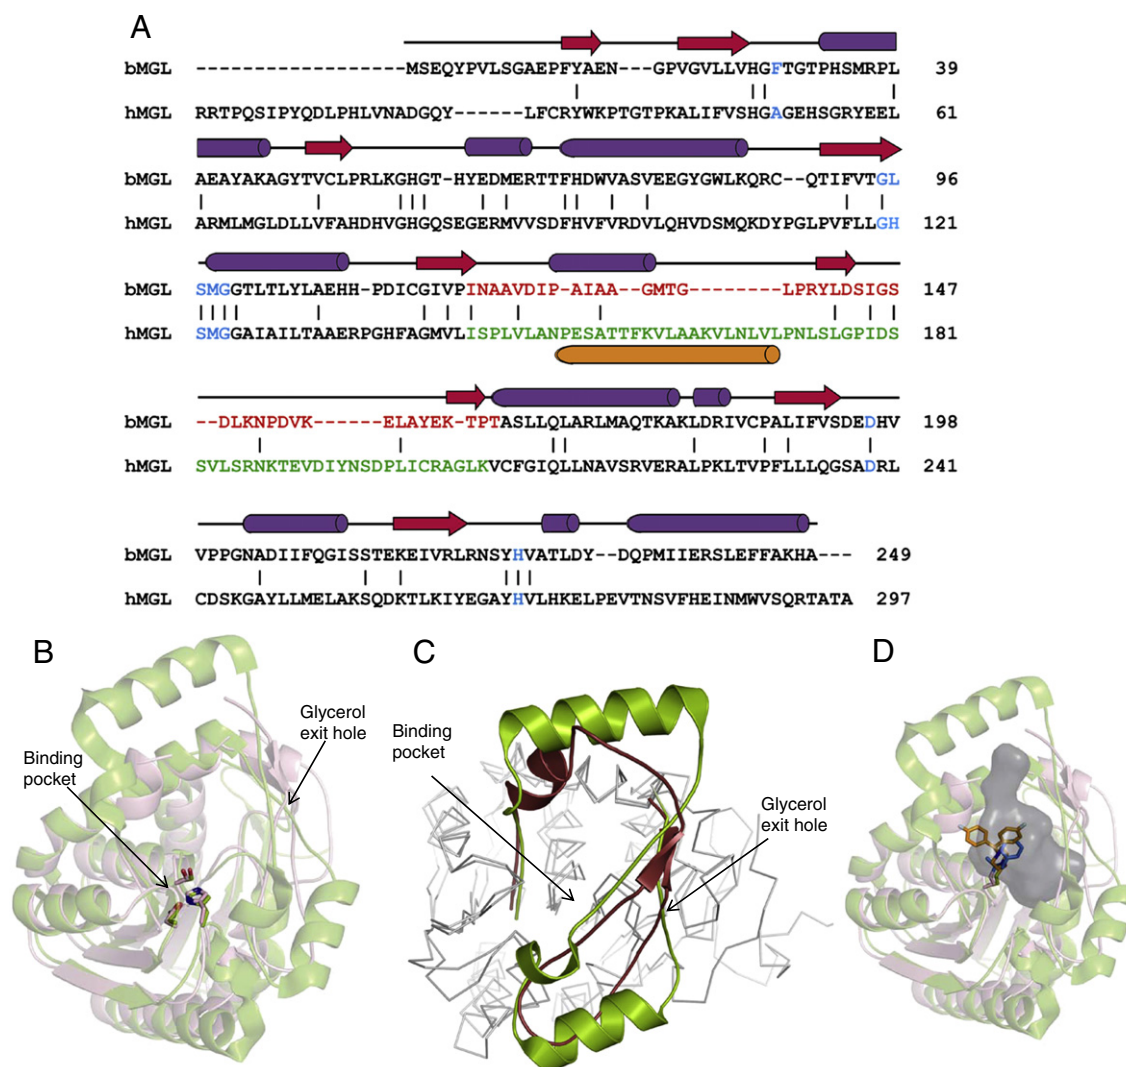 A
bMGL ------------------MSEQYPVLSGAEPFYAEN---GPVGVLLVHGFTGTPHSMRPL 39
hMGL RRTPQSIPYQDLPHLVNADGQY------LFCRYWKPTGTPKALIFVSHGAGEHSGRYEEL 61
bMGL AEAYAKAGYTVCLPRLKGHGT-HYEDMERTTFHDWVASVEEGYGWLKQRC--QTIFVTGL 96
hMGL ARMLMGLDLLVFAHDHVGHGQSEGERMVVSDFHVFVRDVLQHVDSMQKDYPGLPVFLLGH 121
bMGL SMGGTLTLYLAEHH-PDICGIVPINAAVDIP-AIAA--GMTG--------LPRYLDSIGS 147
hMGL SMGGAIAILTAAERPGHFAGMVLISPLVLANPESATTFKVLAAKVLNLVLPNLSLGPIDS 181
bMGL --DLKNPDVK------ELAYEK-TPTASLLQLARLMAQTKAKLDRIVCPALIFVSDEDHV 198
hMGL SVLSRNKTEVDIYNSDPLICRAGLKVCFGIQLLNAVSRVERALPKLTVPFLLLQGSADRL 241
bMGL VPPGNADIIFQGISSTEKEIVRLRNSYHVATLDY--DQPMIIERSLEFFAKHA--- 249
hMGL CDSKGAYLLMELAKSQDKTLKIYEGAYHVLHKELPEVTNSVFHEINMWVSQRTATA 297
B
C
D
Glycerol
exit hole
Binding
pocket
Binding
pocket
Glycerol
exit hole